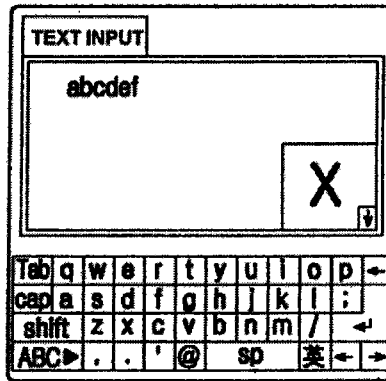 TEXT INPUT
abcdef
X
Tab q w e r t y u i o p ←
cap a s d f g h j k l ;
shift z x c v b n m / ↵
ABC▶ , . ' @ sp 英 ← →